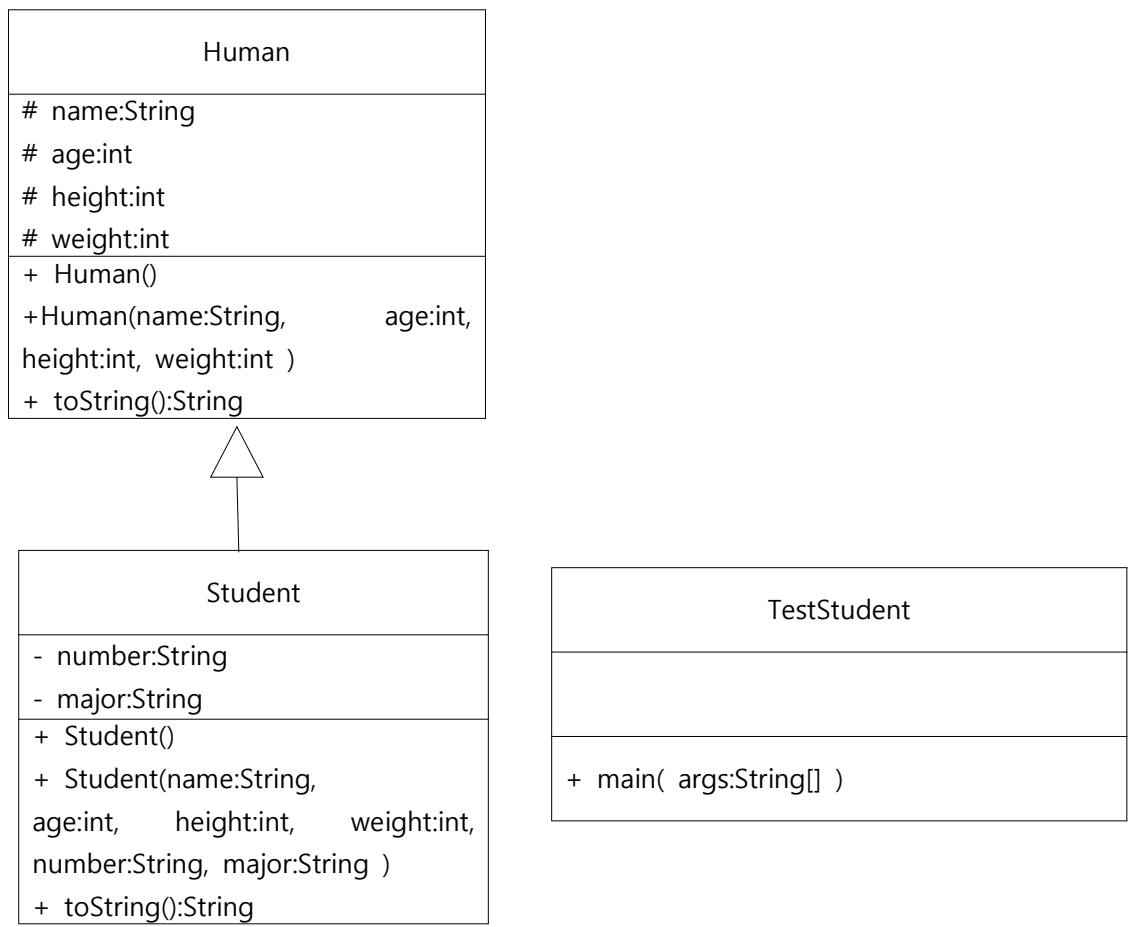 Human
# name:String
# age:int
# height:int
# weight:int
+ Human()
+Human(name:String, age:int,
height:int, weight:int )
+ toString():String
Student
- number:String
- major:String
+ Student()
+ Student(name:String,
age:int, height:int, weight:int,
number:String, major:String )
+ toString():String
TestStudent
+ main( args:String[] )